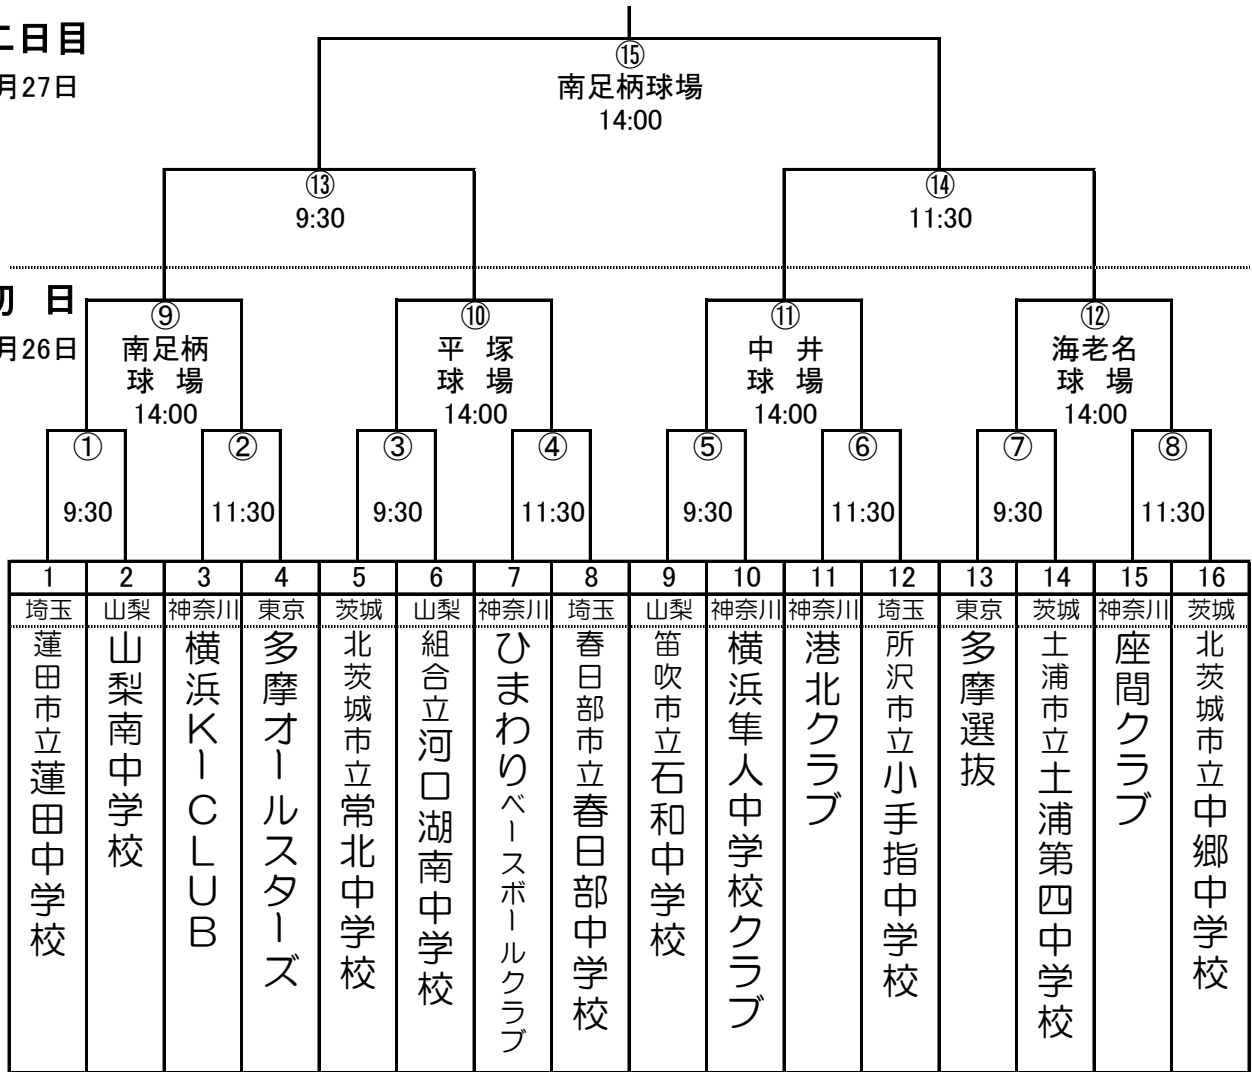 二日目
月27日
⑮
南足柄球場
14:00
⑬
9:30
⑭
11:30
初 日
月26日
⑨
南足柄
球 場
14:00
⑩
平 塚
球 場
14:00
⑪
中 井
球 場
14:00
⑫
海老名
球 場
14:00
① ② ③ ④ ⑤ ⑥ ⑦ ⑧
9:30 11:30 9:30 11:30 9:30 11:30 9:30 11:30
1 2 3 4 5 6 7 8 9 10 11 12 13 14 15 16
埼玉 山梨 神奈川 東京 茨城 山梨 神奈川 埼玉 山梨 神奈川 神奈川 埼玉 東京 茨城 神奈川 茨城
蓮田市立蓮田中学校
山梨南中学校
横浜KーCLUB
多摩オールスターズ
北茨城市立常北中学校
組合立河口湖南中学校
ひまわりベースボールクラブ
春日部市立春日部中学校
笛吹市立石和中学校
横浜隼人中学校クラブ
港北クラブ
所沢市立小手指中学校
多摩選抜
土浦市立土浦第四中学校
座間クラブ
北茨城市立中郷中学校